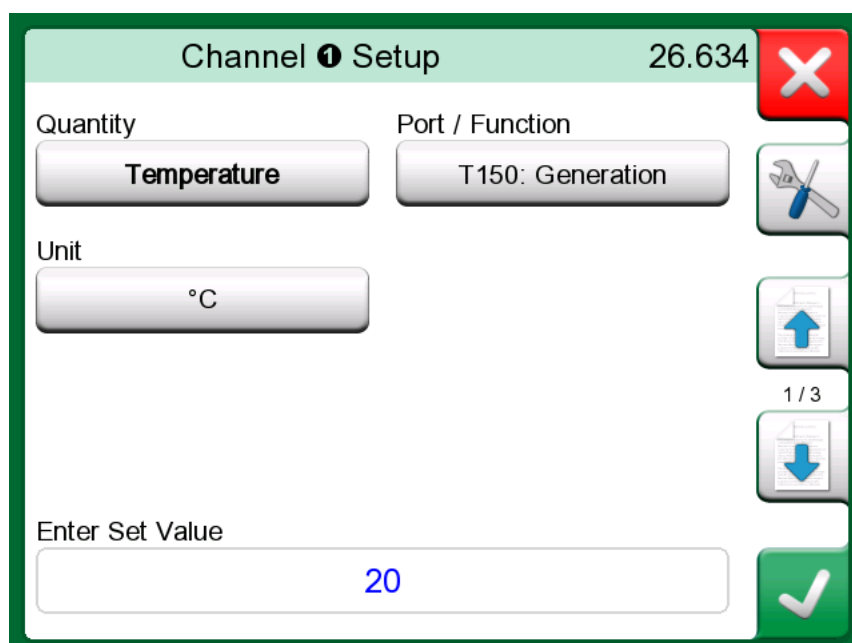 Channel ❶ Setup 26.634
Quantity
Port / Function
Temperature
T150: Generation
Unit
°C
1 / 3
Enter Set Value
20